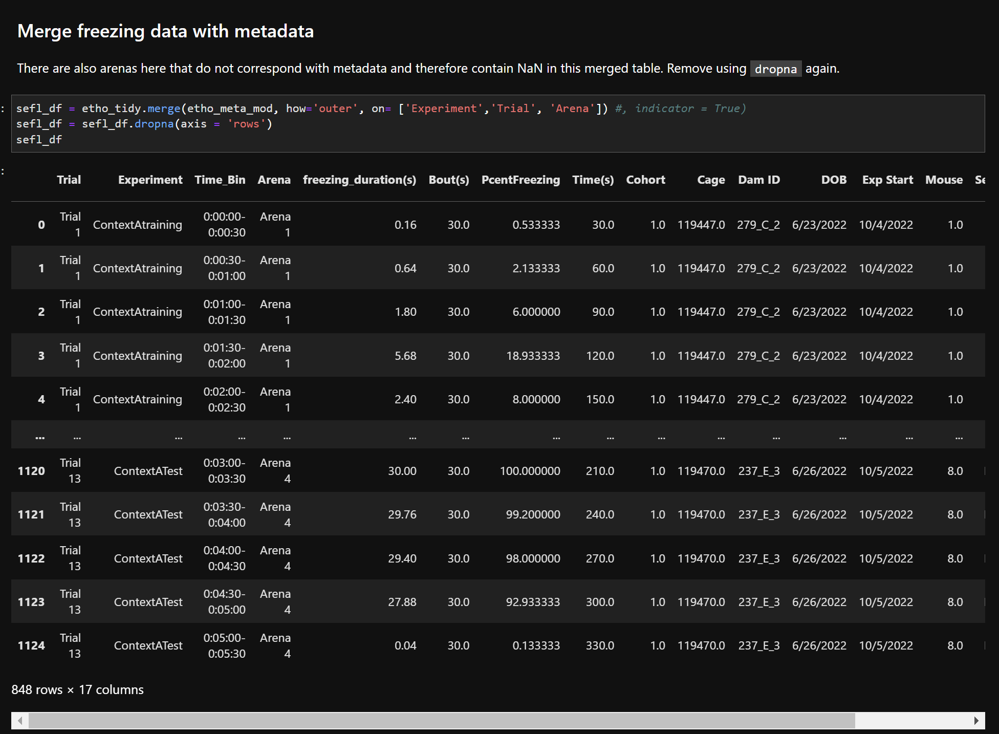 Merge freezing data with metadata
There are also arenas here that do not correspond with metadata and therefore contain NaN in this merged table. Remove using dropna again.
: sefl_df = etho_tidy.merge(etho_meta_mod, how='outer', on= ['Experiment','Trial', 'Arena']) #, indicator = True)
sefl_df = sefl_df.dropna(axis = 'rows')
sefl_df
:
Trial Experiment Time_Bin Arena freezing_duration(s) Bout(s) PcentFreezing Time(s) Cohort Cage Dam ID DOB Exp Start Mouse Se
0 Trial 1 ContextAtraining 0:00:00-0:00:30 Arena 1 0.16 30.0 0.533333 30.0 1.0 119447.0 279_C_2 6/23/2022 10/4/2022 1.0
1 Trial 1 ContextAtraining 0:00:30-0:01:00 Arena 1 0.64 30.0 2.133333 60.0 1.0 119447.0 279_C_2 6/23/2022 10/4/2022 1.0
2 Trial 1 ContextAtraining 0:01:00-0:01:30 Arena 1 1.80 30.0 6.000000 90.0 1.0 119447.0 279_C_2 6/23/2022 10/4/2022 1.0
3 Trial 1 ContextAtraining 0:01:30-0:02:00 Arena 1 5.68 30.0 18.933333 120.0 1.0 119447.0 279_C_2 6/23/2022 10/4/2022 1.0
4 Trial 1 ContextAtraining 0:02:00-0:02:30 Arena 1 2.40 30.0 8.000000 150.0 1.0 119447.0 279_C_2 6/23/2022 10/4/2022 1.0
... ... ... ... ... ... ... ... ... ... ... ... ... ... ...
1120 Trial 13 ContextATest 0:03:00-0:03:30 Arena 4 30.00 30.0 100.000000 210.0 1.0 119470.0 237_E_3 6/26/2022 10/5/2022 8.0
1121 Trial 13 ContextATest 0:03:30-0:04:00 Arena 4 29.76 30.0 99.200000 240.0 1.0 119470.0 237_E_3 6/26/2022 10/5/2022 8.0
1122 Trial 13 ContextATest 0:04:00-0:04:30 Arena 4 29.40 30.0 98.000000 270.0 1.0 119470.0 237_E_3 6/26/2022 10/5/2022 8.0
1123 Trial 13 ContextATest 0:04:30-0:05:00 Arena 4 27.88 30.0 92.933333 300.0 1.0 119470.0 237_E_3 6/26/2022 10/5/2022 8.0
1124 Trial 13 ContextATest 0:05:00-0:05:30 Arena 4 0.04 30.0 0.133333 330.0 1.0 119470.0 237_E_3 6/26/2022 10/5/2022 8.0
848 rows × 17 columns